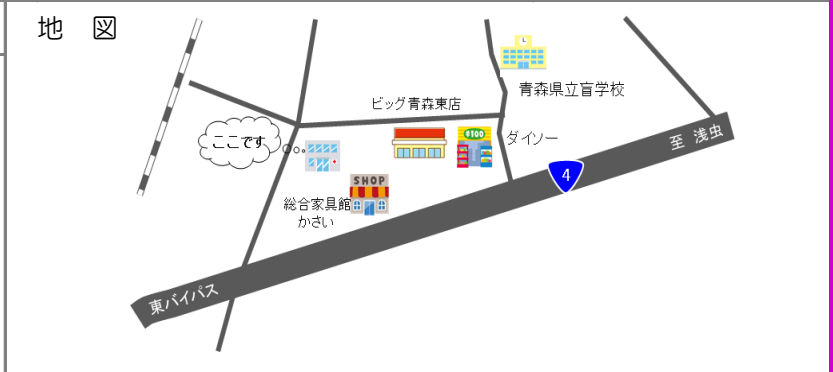 地 図
ビッグ青森東店
青森県立盲学校
ここです
$100
ダイソー
至 浅虫
SHOP
4
総合家具館
かさい
東バイパス